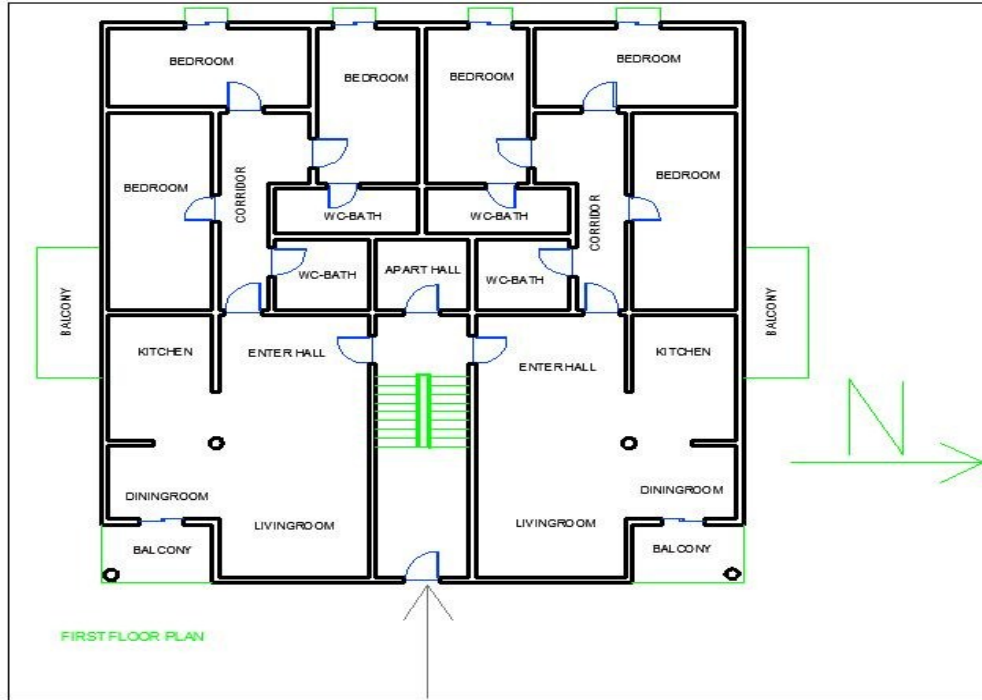 BEDROOM
BEDROOM
BEDROOM
BEDROOM
BEDROOM
CORRIDOR
WC-BATH
WC-BATH
CORRIDOR
BEDROOM
WC-BATH
APART HALL
WC-BATH
BALCONY
KITCHEN
ENTER HALL
ENTER HALL
KITCHEN
BALCONY
N
DININGROOM
LIVINGROOM
LIVINGROOM
DININGROOM
BALCONY
BALCONY
FIRST FLOOR PLAN